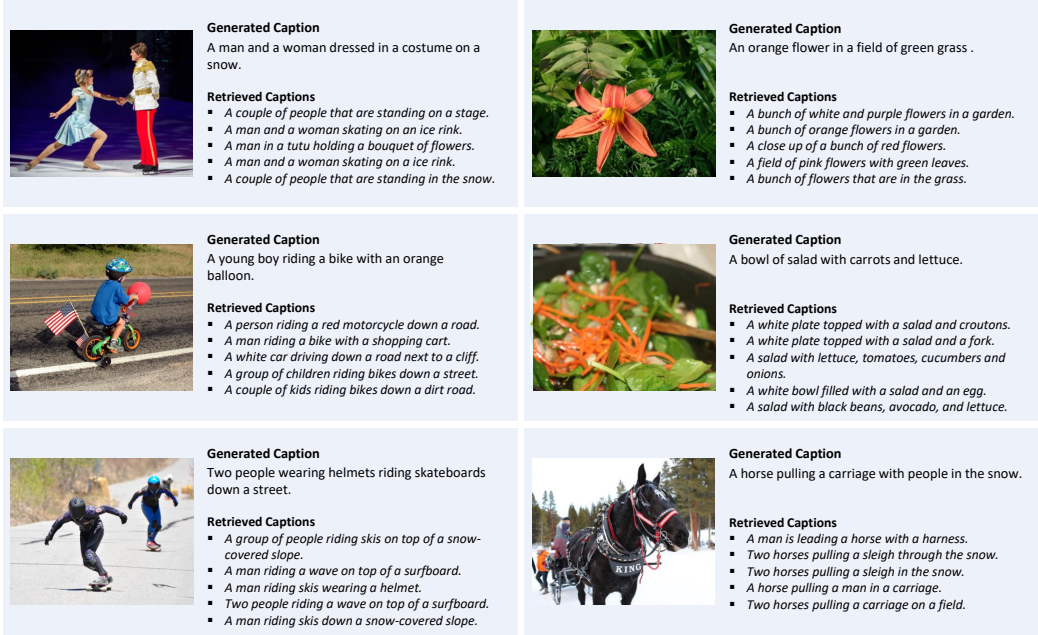 Generated Caption
A man and a woman dressed in a costume on a
snow.
Retrieved Captions
▪ A couple of people that are standing on a stage.
▪ A man and a woman skating on an ice rink.
▪ A man in a tutu holding a bouquet of flowers.
▪ A man and a woman skating on a ice rink.
▪ A couple of people that are standing in the snow.
Generated Caption
An orange flower in a field of green grass .
Retrieved Captions
▪ A bunch of white and purple flowers in a garden.
▪ A bunch of orange flowers in a garden.
▪ A close up of a bunch of red flowers.
▪ A field of pink flowers with green leaves.
▪ A bunch of flowers that are in the grass.
Generated Caption
A young boy riding a bike with an orange
balloon.
Retrieved Captions
▪ A person riding a red motorcycle down a road.
▪ A man riding a bike with a shopping cart.
▪ A white car driving down a road next to a cliff.
▪ A group of children riding bikes down a street.
▪ A couple of kids riding bikes down a dirt road.
Generated Caption
A bowl of salad with carrots and lettuce.
Retrieved Captions
▪ A white plate topped with a salad and croutons.
▪ A white plate topped with a salad and a fork.
▪ A salad with lettuce, tomatoes, cucumbers and
onions.
▪ A white bowl filled with a salad and an egg.
▪ A salad with black beans, avocado, and lettuce.
Generated Caption
Two people wearing helmets riding skateboards
down a street.
Retrieved Captions
▪ A group of people riding skis on top of a snow-
covered slope.
▪ A man riding a wave on top of a surfboard.
▪ A man riding skis wearing a helmet.
▪ Two people riding a wave on top of a surfboard.
▪ A man riding skis down a snow-covered slope.
KING
Generated Caption
A horse pulling a carriage with people in the snow.
Retrieved Captions
▪ A man is leading a horse with a harness.
▪ Two horses pulling a sleigh through the snow.
▪ Two horses pulling a sleigh in the snow.
▪ A horse pulling a man in a carriage.
▪ Two horses pulling a carriage on a field.